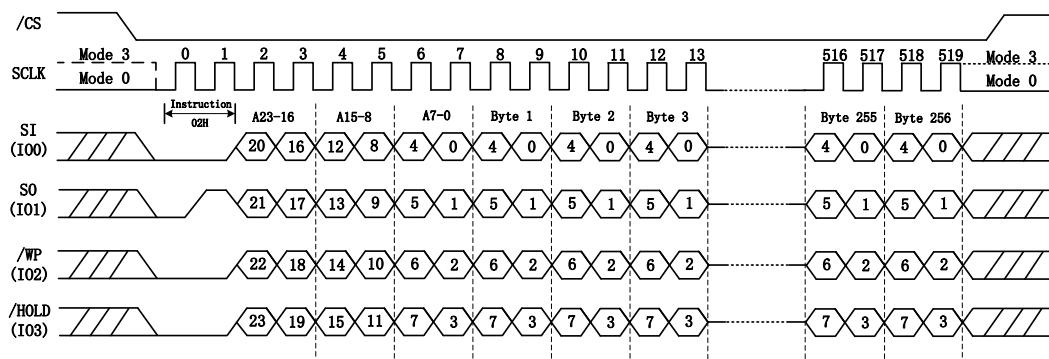 /CS
Mode 3 0 1 2 3 4 5 6 7 8 9 10 11 12 13 516 517 518 519 Mode 3
SCLK
Mode 0 Mode 0
Instruction
02H
A23-16 A15-8 A7-0 Byte 1 Byte 2 Byte 3 Byte 255 Byte 256
SI
(IO0)
20 16 12 8 4 0 4 0 4 0 4 0 4 0 4 0
SO
(IO1)
21 17 13 9 5 1 5 1 5 1 5 1 5 1 5 1
/WP
(IO2)
22 18 14 10 6 2 6 2 6 2 6 2 6 2 6 2
/HOLD
(IO3)
23 19 15 11 7 3 7 3 7 3 7 3 7 3 7 3